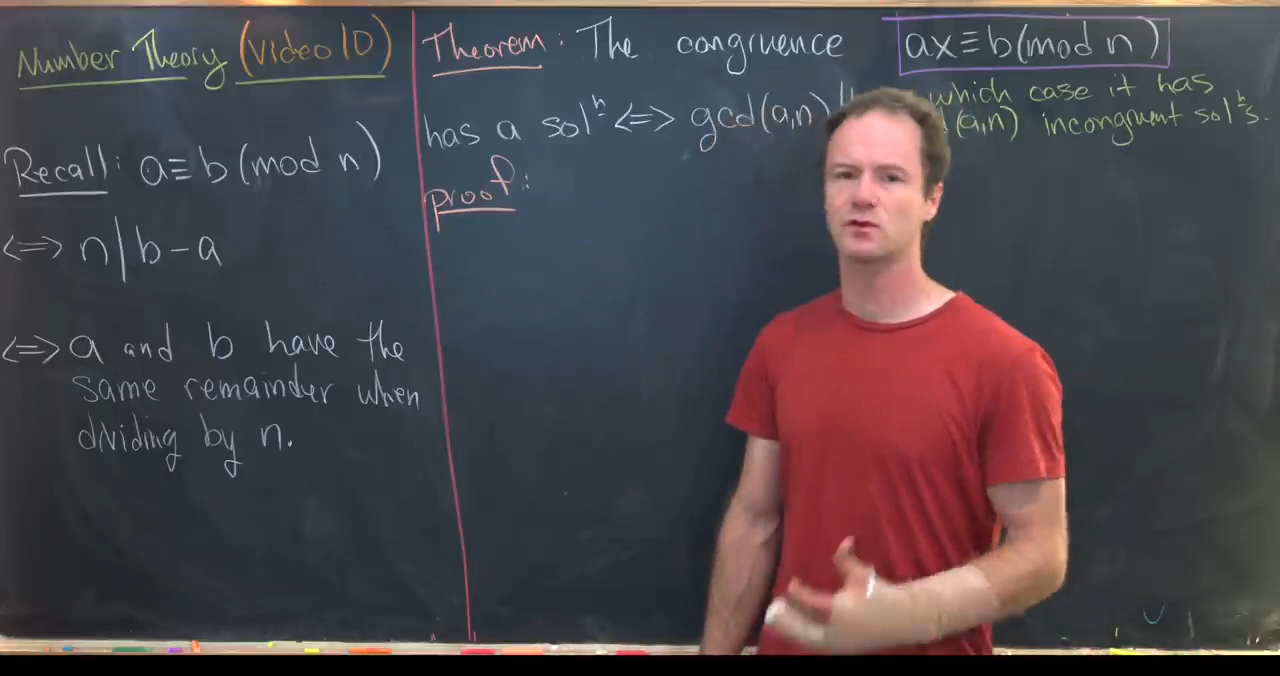 Number Theory (Video 10)
Recall: a ≡ b (mod n)
<=> n | b - a
<=> a and b have the
same remainder when
dividing by n.
Theorem: The congruence ax ≡ b (mod n)
has a solⁿ <=> gcd(a,n)
which case it has
(a,n) incongruent solⁿs.
proof: